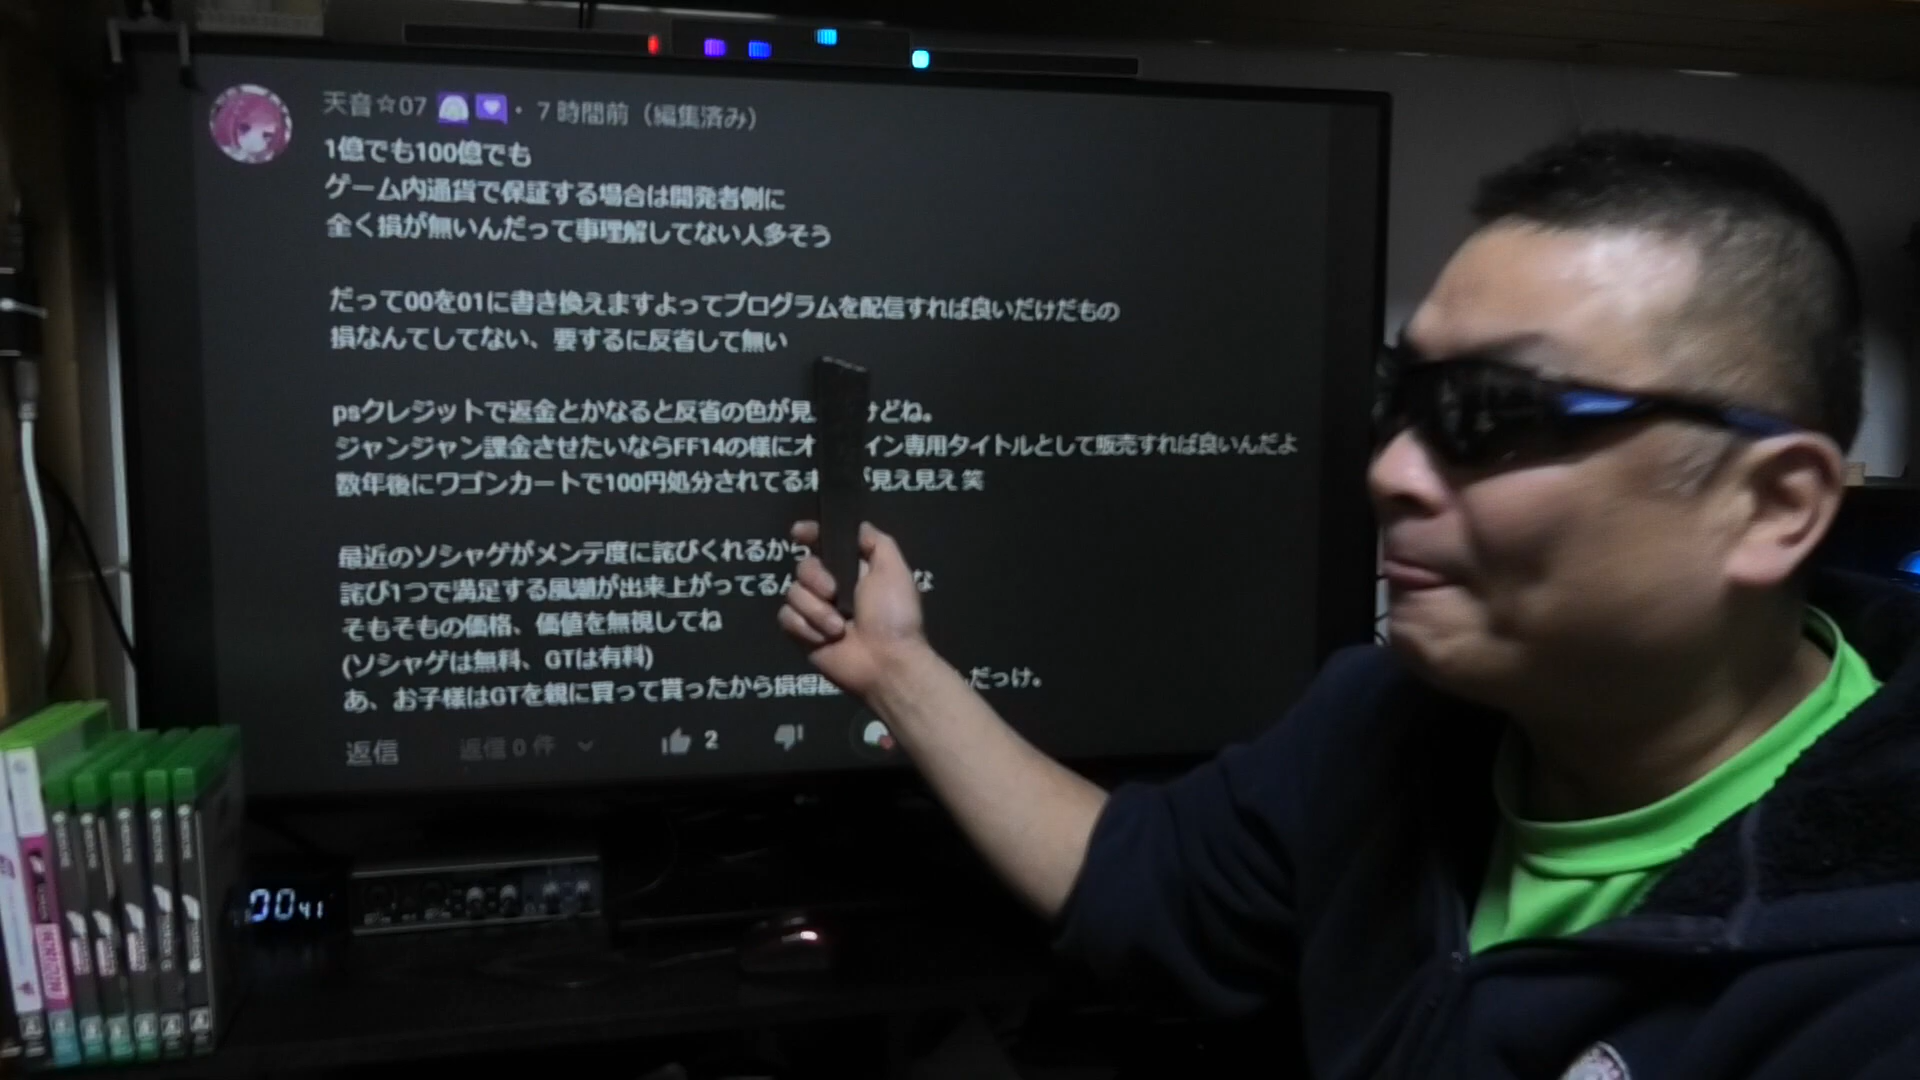 天音☆07 ・ 7 時間前（編集済み）
1億でも100億でも
ゲーム内通貨で保証する場合は開発者側に
全く損が無いんだって事理解してない人多そう
だって00を01に書き換えますよってプログラムを配信すれば良いだけだもの
損なんてしてない、要するに反省して無い
psクレジットで返金とかなると反省の色が見 けどね。
ジャンジャン課金させたいならFF14の様にオ イン専用タイトルとして販売すれば良いんだよ
数年後にワゴンカートで100円処分されてる未 が見え見え 笑
最近のソシャゲがメンテ度に詫びくれるから
詫び1つで満足する風潮が出来上がってるん な
そもそもの価格、価値を無視してね
(ソシャゲは無料、GTは有料)
あ、お子様はGTを親に買って貰ったから損得 んだっけ。
返信 返信 0 件 2
00 41